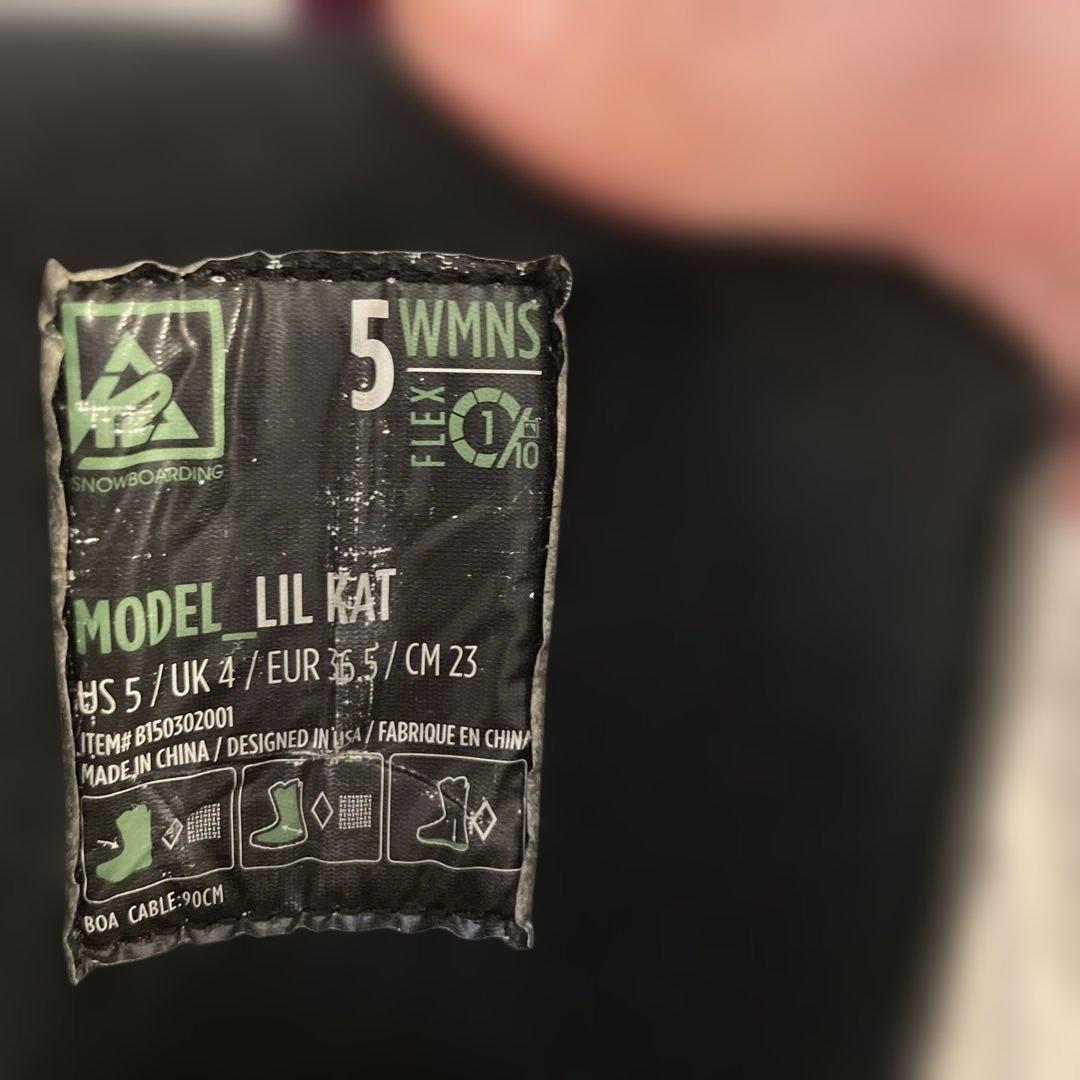 K2
SNOWBOARDING
5 WMNS
FLEX 1/10
MODEL_LIL KAT
US 5 / UK 4 / EUR 36.5 / CM 23
ITEM# B150302001
MADE IN CHINA / DESIGNED IN USA / FABRIQUE EN CHINA
BOA CABLE:90CM